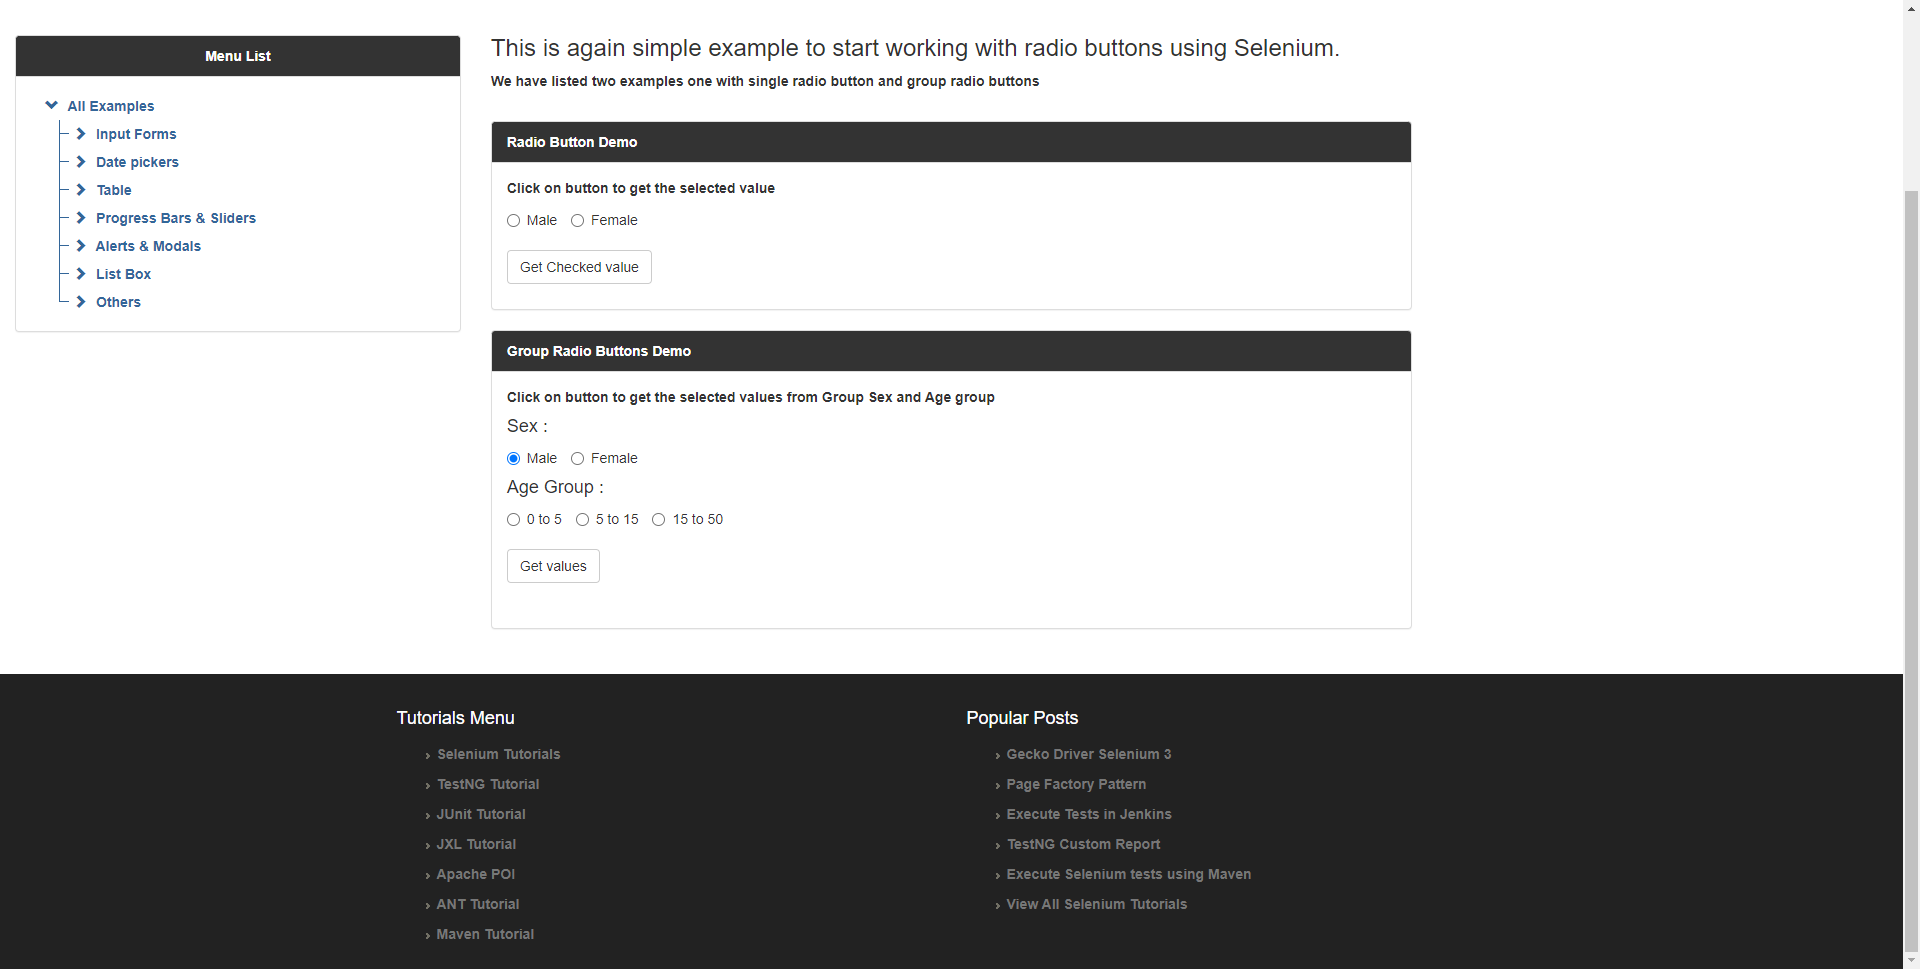 Menu List
All Examples
Input Forms
Date pickers
Table
Progress Bars & Sliders
Alerts & Modals
List Box
Others
This is again simple example to start working with radio buttons using Selenium.
We have listed two examples one with single radio button and group radio buttons
Radio Button Demo
Click on button to get the selected value
Male Female
Get Checked value
Group Radio Buttons Demo
Click on button to get the selected values from Group Sex and Age group
Sex :
Male Female
Age Group :
0 to 5 5 to 15 15 to 50
Get values
Tutorials Menu
Selenium Tutorials
TestNG Tutorial
JUnit Tutorial
JXL Tutorial
Apache POI
ANT Tutorial
Maven Tutorial
Popular Posts
Gecko Driver Selenium 3
Page Factory Pattern
Execute Tests in Jenkins
TestNG Custom Report
Execute Selenium tests using Maven
View All Selenium Tutorials